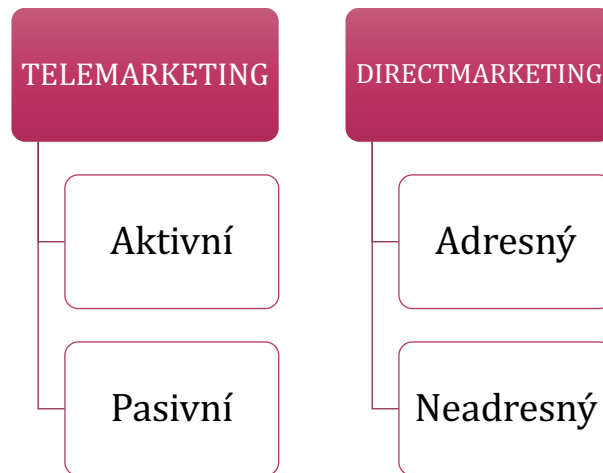 TELEMARKETING
Aktivní
Pasivní
DIRECTMARKETING
Adresný
Neadresný